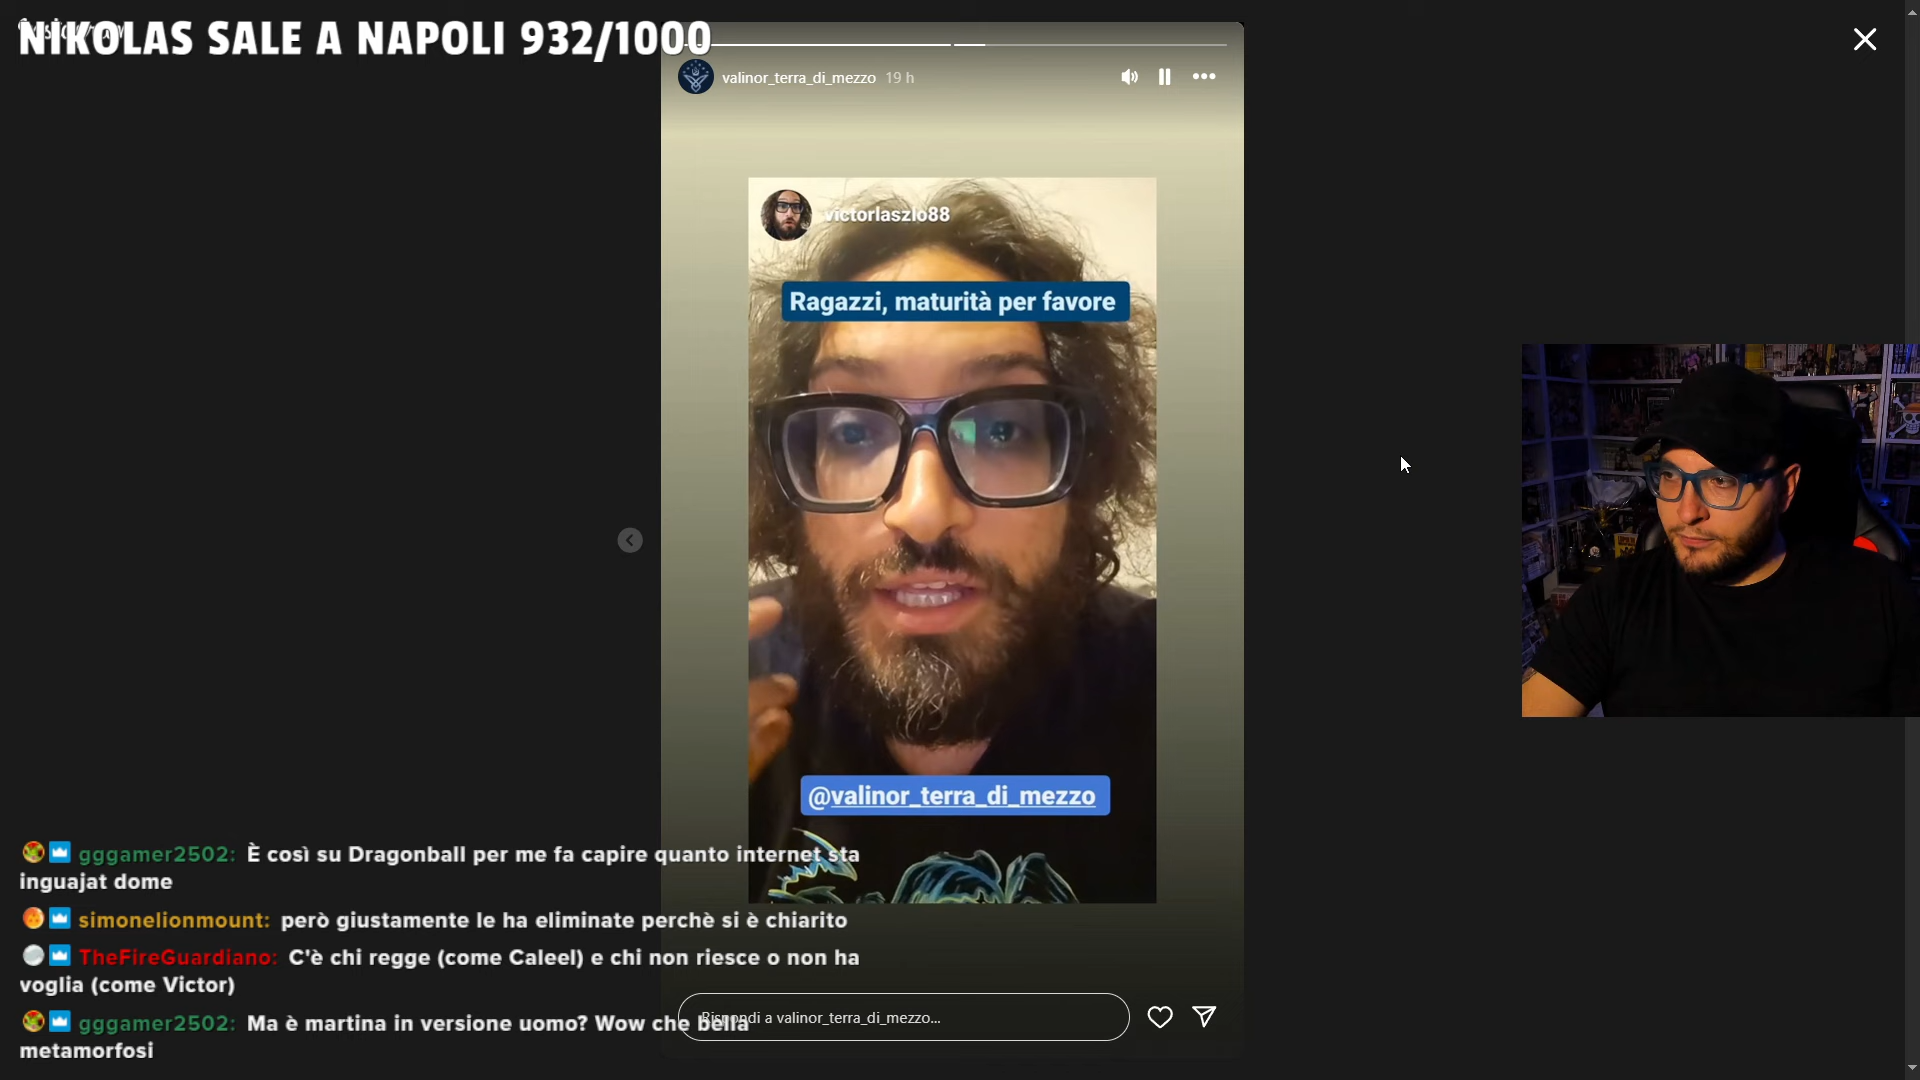 NIKOLAS SALE A NAPOLI 932/1000
valinor_terra_di_mezzo 19 h
victorlaszlo88
Ragazzi, maturità per favore
@valinor_terra_di_mezzo
gggamer2502: È così su Dragonball per me fa capire quanto internet sta
inguajat dome
simonelionmount: però giustamente le ha eliminate perchè si è chiarito
TheFireGuardiano: C'è chi regge (come Caleel) e chi non riesce o non ha
voglia (come Victor)
gggamer2502: Ma è martina in versione uomo? Wow che bella
metamorfosi
Rispondi a valinor_terra_di_mezzo...